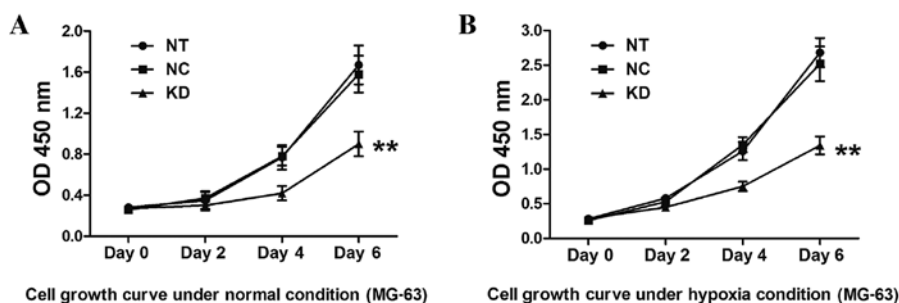 A
OD 450 nm
2.0
1.6
1.2
0.8
0.4
0.0
NT
NC
KD
**
Day 0 Day 2 Day 4 Day 6
Cell growth curve under normal condition (MG-63)
B
OD 450 nm
3.0
2.5
2.0
1.5
1.0
0.5
0.0
NT
NC
KD
**
Day 0 Day 2 Day 4 Day 6
Cell growth curve under hypoxia condition (MG-63)